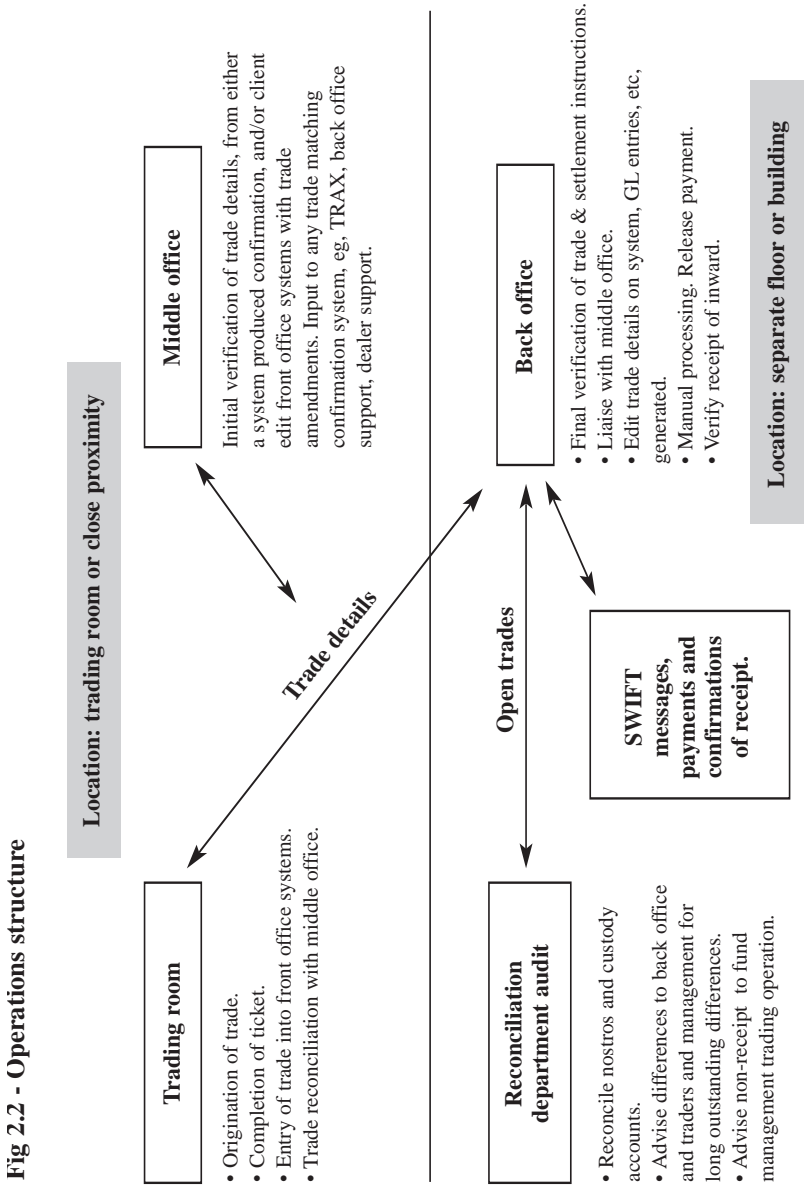 Fig 2.2 - Operations structure
Location: trading room or close proximity
Trading room
• Origination of trade.
• Completion of ticket.
• Entry of trade into front office systems.
• Trade reconciliation with middle office.
Trade details
Middle office
Initial verification of trade details, from either
a system produced confirmation, and/or client
edit front office systems with trade
amendments. Input to any trade matching
confirmation system, eg, TRAX, back office
support, dealer support.
Reconciliation
department audit
• Reconcile nostros and custody
accounts.
• Advise differences to back office
and traders and management for
long outstanding differences.
• Advise non-receipt to fund
management trading operation.
Open trades
SWIFT
messages,
payments and
confirmations
of receipt.
Back office
• Final verification of trade & settlement instructions.
• Liaise with middle office.
• Edit trade details on system, GL entries, etc,
generated.
• Manual processing. Release payment.
• Verify receipt of inward.
Location: separate floor or building